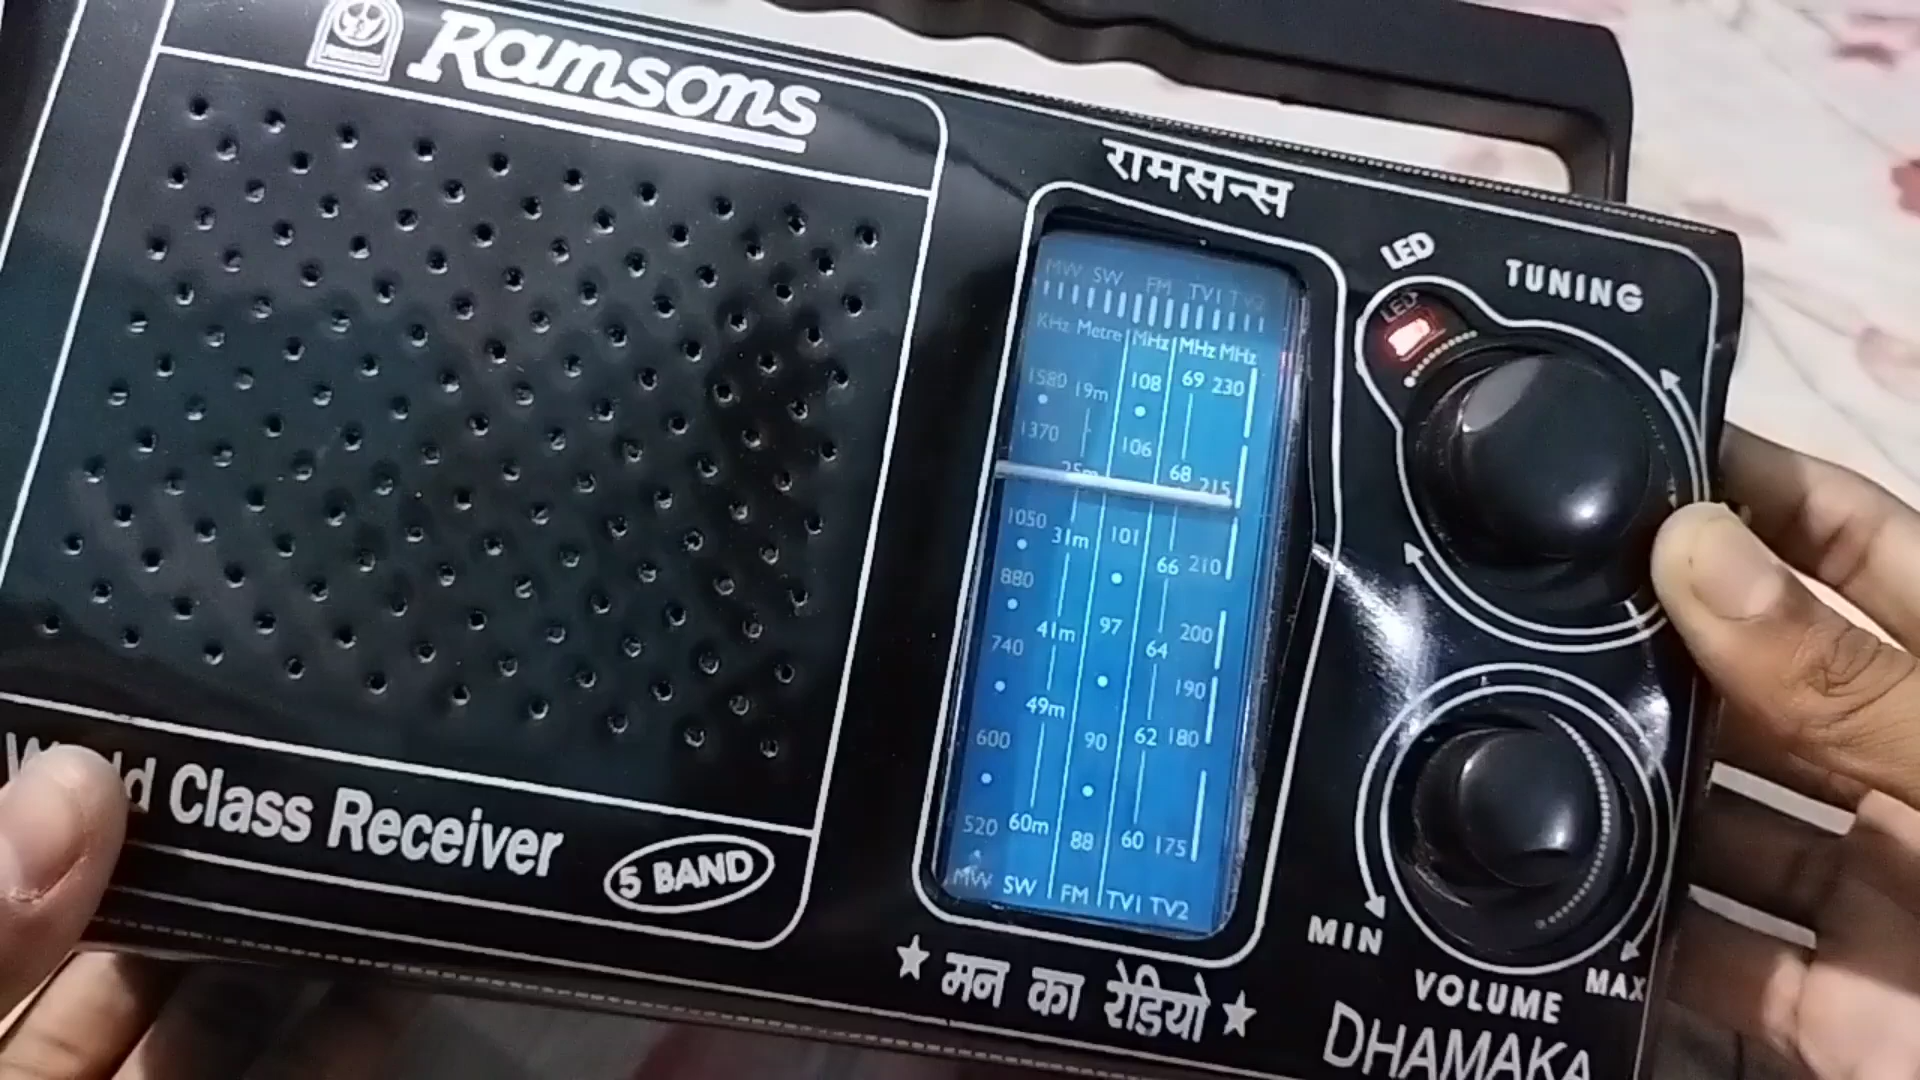 Ramsons
रामसन्स
LED
TUNING
LED
MW SW FM TV1 TV2
KHz Metre MHz MHz MHz
1580 19m 108 69 230
1370 106
25m 68 215
1050 31m 101 66 210
880
41m 97 64 200
740
49m 190
600 90 62 180
520 60m 88 60 175
MW SW FM TV1 TV2
Class Receiver
5 BAND
मन का रेडियो
MIN VOLUME MAX
DHAMAKA